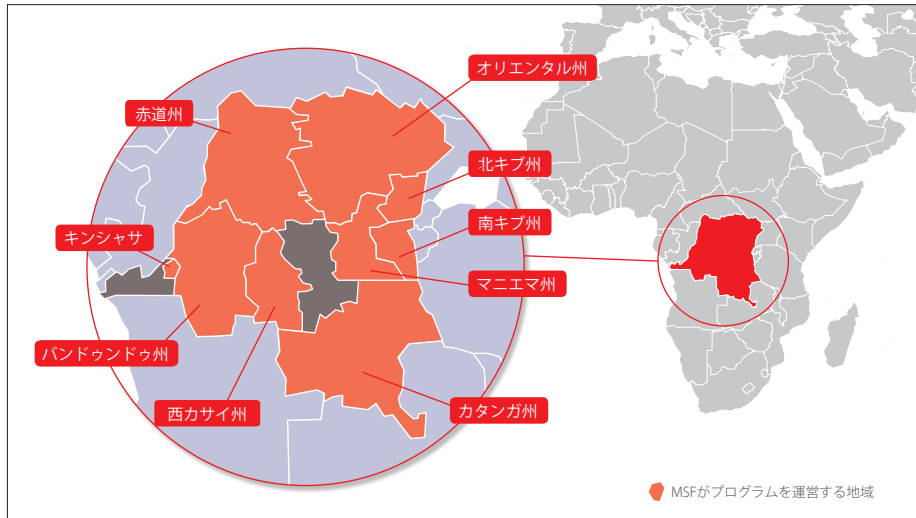 オリエンタル州
赤道州
北キブ州
南キブ州
キンシャサ
マニエマ州
バンドゥンドゥ州
西カサイ州
カタンガ州
MSFがプログラムを運営する地域